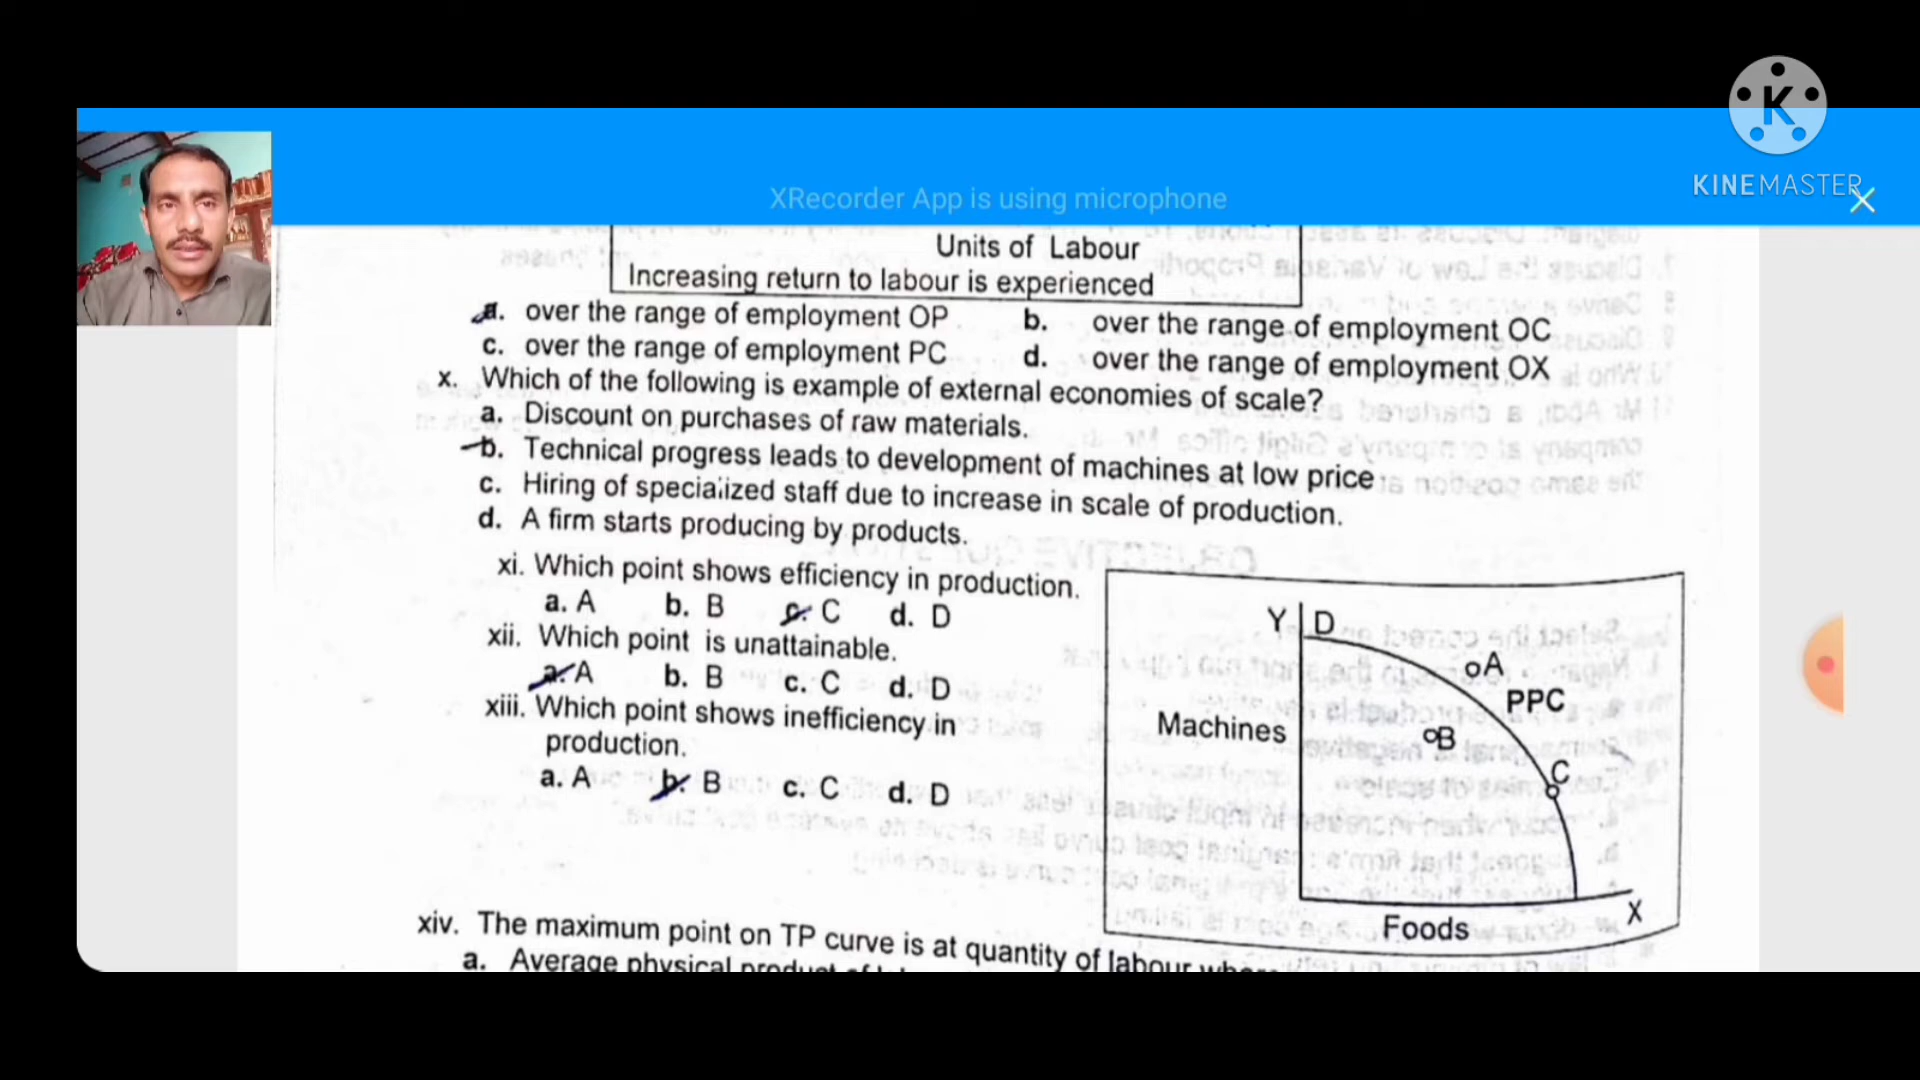 K
KINEMASTER
XRecorder App is using microphone
Units of Labour
Increasing return to labour is experienced
a. over the range of employment OP b. over the range of employment OC
c. over the range of employment PC d. over the range of employment OX
x. Which of the following is example of external economies of scale?
a. Discount on purchases of raw materials.
b. Technical progress leads to development of machines at low price
c. Hiring of specialized staff due to increase in scale of production.
d. A firm starts producing by products.
xi. Which point shows efficiency in production.
a. A b. B c. C d. D
xii. Which point is unattainable.
a. A b. B c. C d. D
xiii. Which point shows inefficiency in
production.
a. A b. B c. C d. D
Y D
A
PPC
Machines
B
C
X
Foods
xiv. The maximum point on TP curve is at quantity of labour where
a. Average physical product of